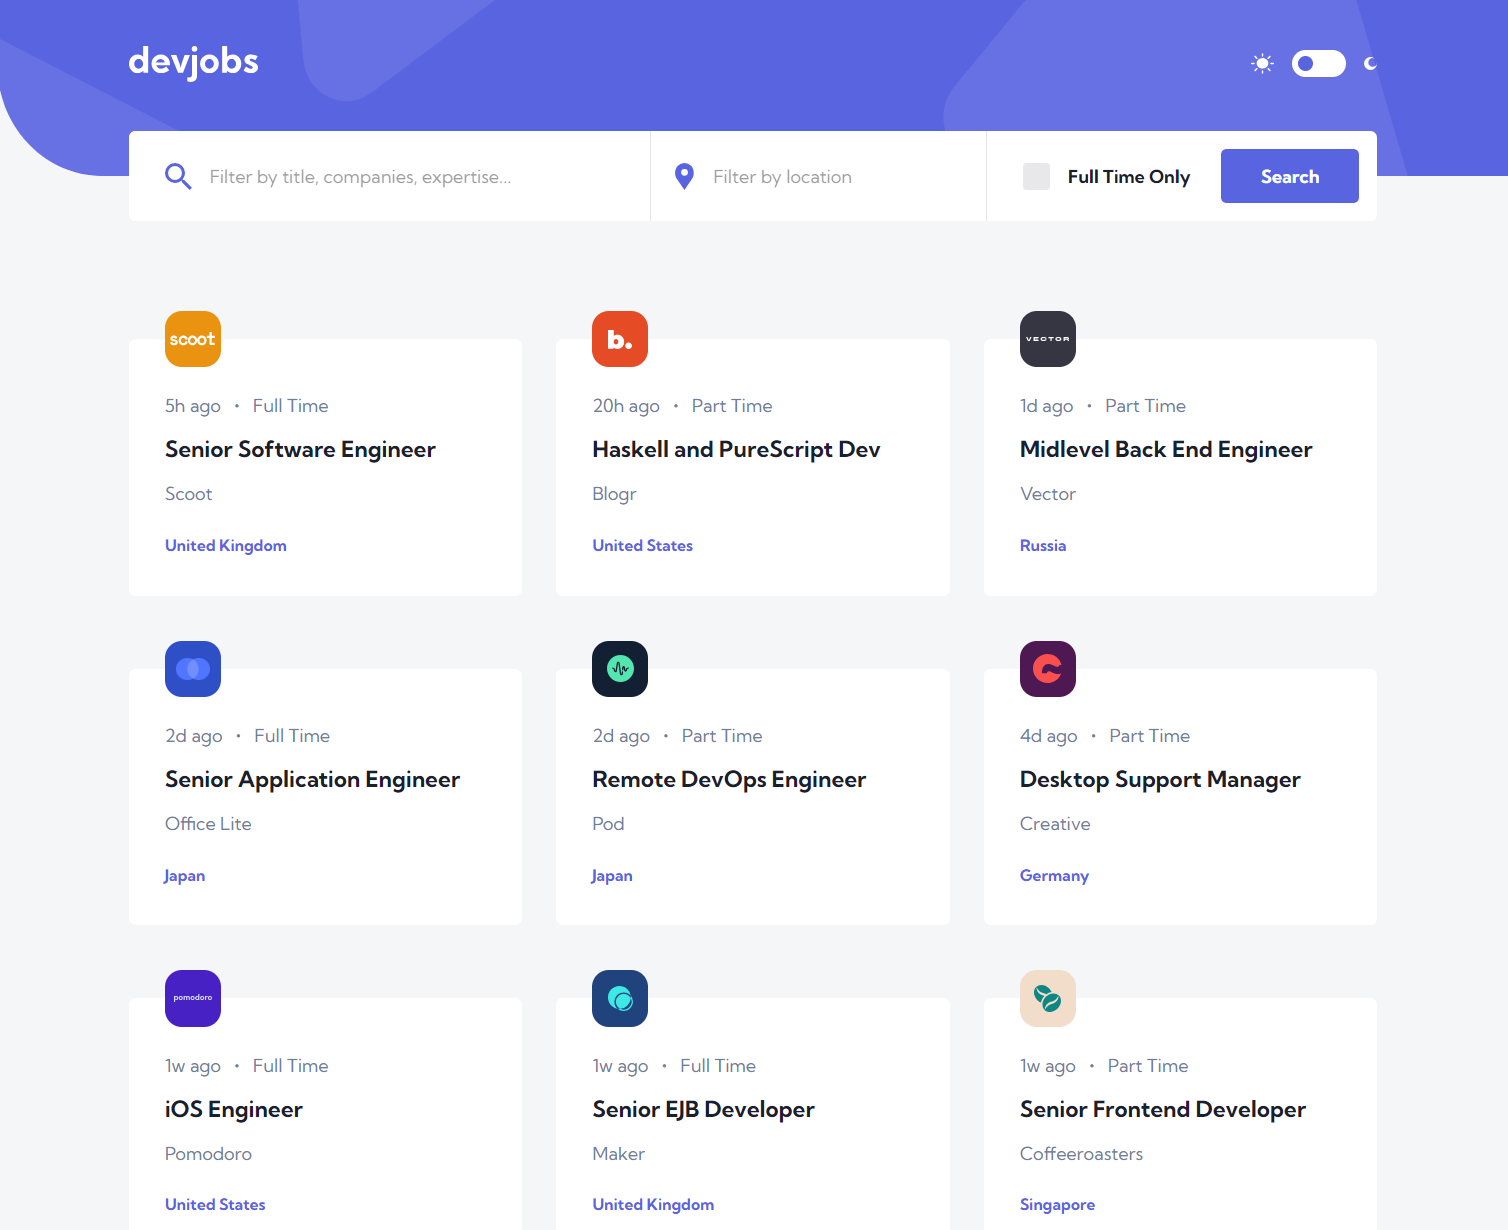 devjobs
Filter by title, companies, expertise...
Filter by location
Full Time Only
Search
scoot
b.
VECTOR
5h ago • Full Time
20h ago • Part Time
1d ago • Part Time
Senior Software Engineer
Haskell and PureScript Dev
Midlevel Back End Engineer
Scoot
Blogr
Vector
United Kingdom
United States
Russia
2d ago • Full Time
2d ago • Part Time
4d ago • Part Time
Senior Application Engineer
Remote DevOps Engineer
Desktop Support Manager
Office Lite
Pod
Creative
Japan
Japan
Germany
pomodoro
1w ago • Full Time
1w ago • Full Time
1w ago • Part Time
iOS Engineer
Senior EJB Developer
Senior Frontend Developer
Pomodoro
Maker
Coffeeroasters
United States
United Kingdom
Singapore